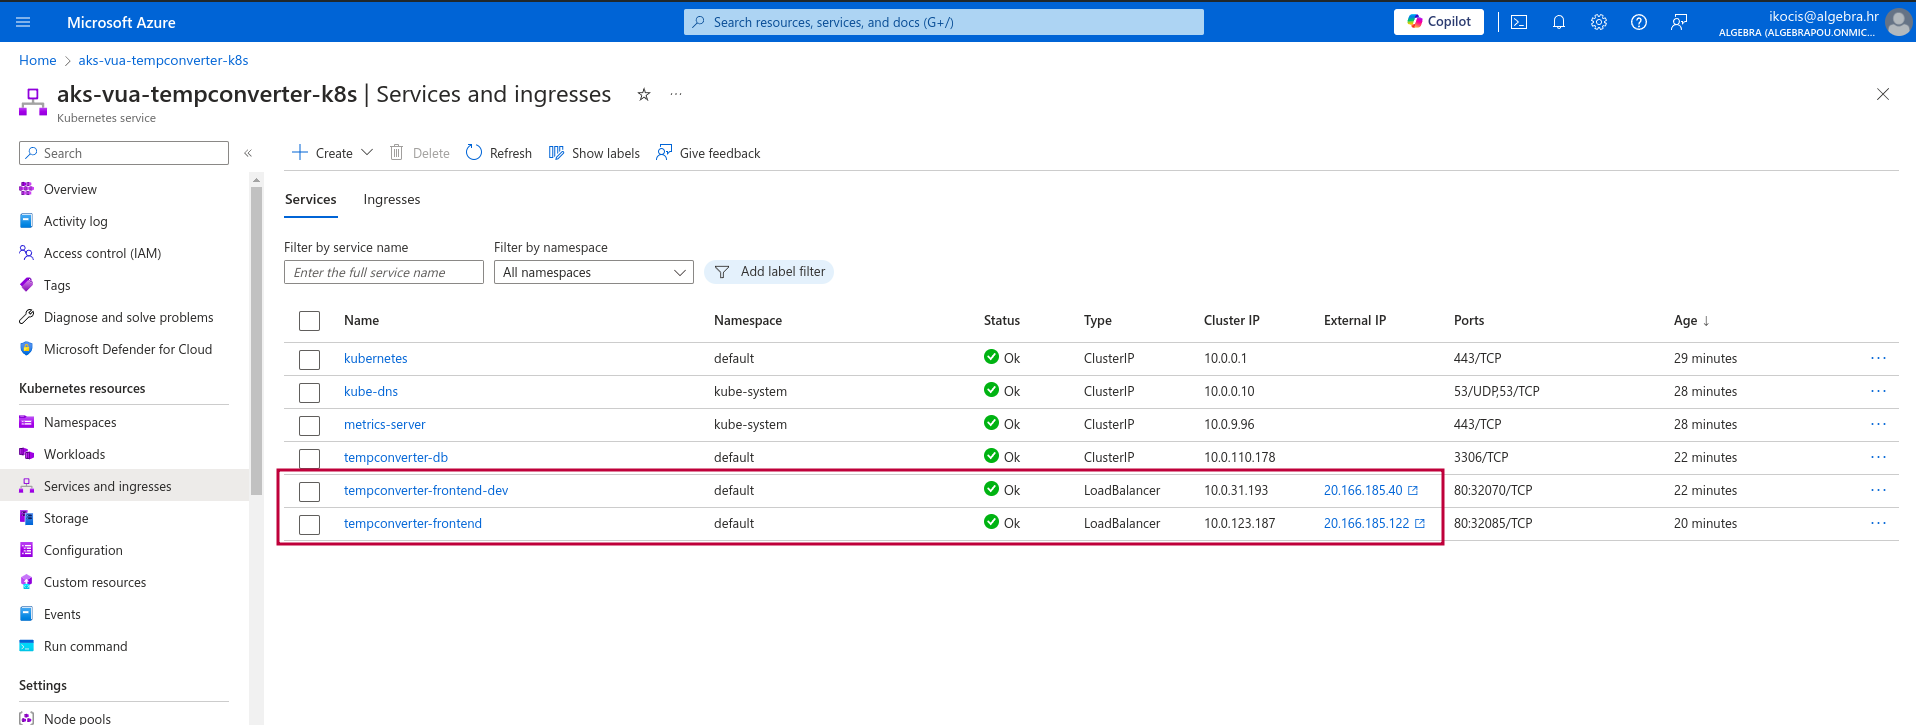 Microsoft Azure
Search resources, services, and docs (G+/)
Copilot
ikocis@algebra.hr
ALGEBRA (ALGEBRAPOU.ONMIC...
Home > aks-vua-tempconverter-k8s
aks-vua-tempconverter-k8s | Services and ingresses
Kubernetes service
Search
Create Delete Refresh Show labels Give feedback
Overview
Activity log
Access control (IAM)
Tags
Diagnose and solve problems
Microsoft Defender for Cloud
Kubernetes resources
Namespaces
Workloads
Services and ingresses
Storage
Configuration
Custom resources
Events
Run command
Settings
Node pools
Services Ingresses
Filter by service name Filter by namespace
Enter the full service name All namespaces Add label filter
Name Namespace Status Type Cluster IP External IP Ports Age ↓
kubernetes default Ok ClusterIP 10.0.0.1 443/TCP 29 minutes
kube-dns kube-system Ok ClusterIP 10.0.0.10 53/UDP,53/TCP 28 minutes
metrics-server kube-system Ok ClusterIP 10.0.9.96 443/TCP 28 minutes
tempconverter-db default Ok ClusterIP 10.0.110.178 3306/TCP 22 minutes
tempconverter-frontend-dev default Ok LoadBalancer 10.0.31.193 20.166.185.40 80:32070/TCP 22 minutes
tempconverter-frontend default Ok LoadBalancer 10.0.123.187 20.166.185.122 80:32085/TCP 20 minutes